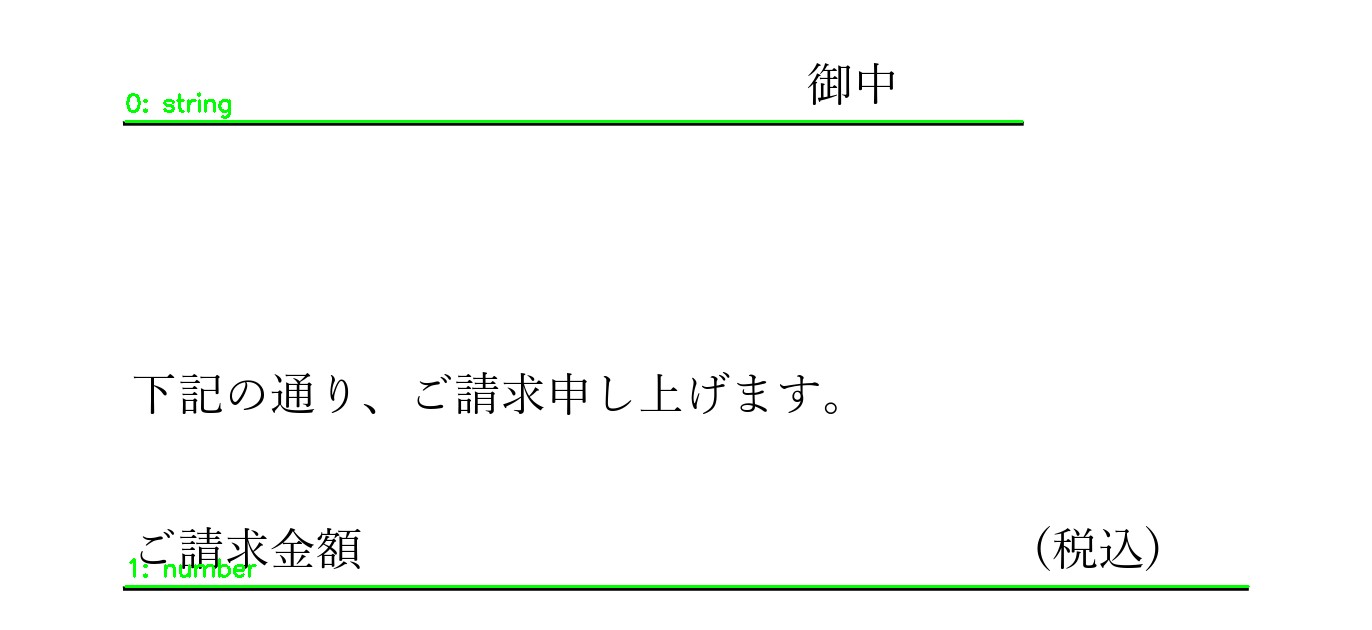 御中
0: string
下記の通り、ご請求申し上げます。
ご請求金額 (税込)
1: number